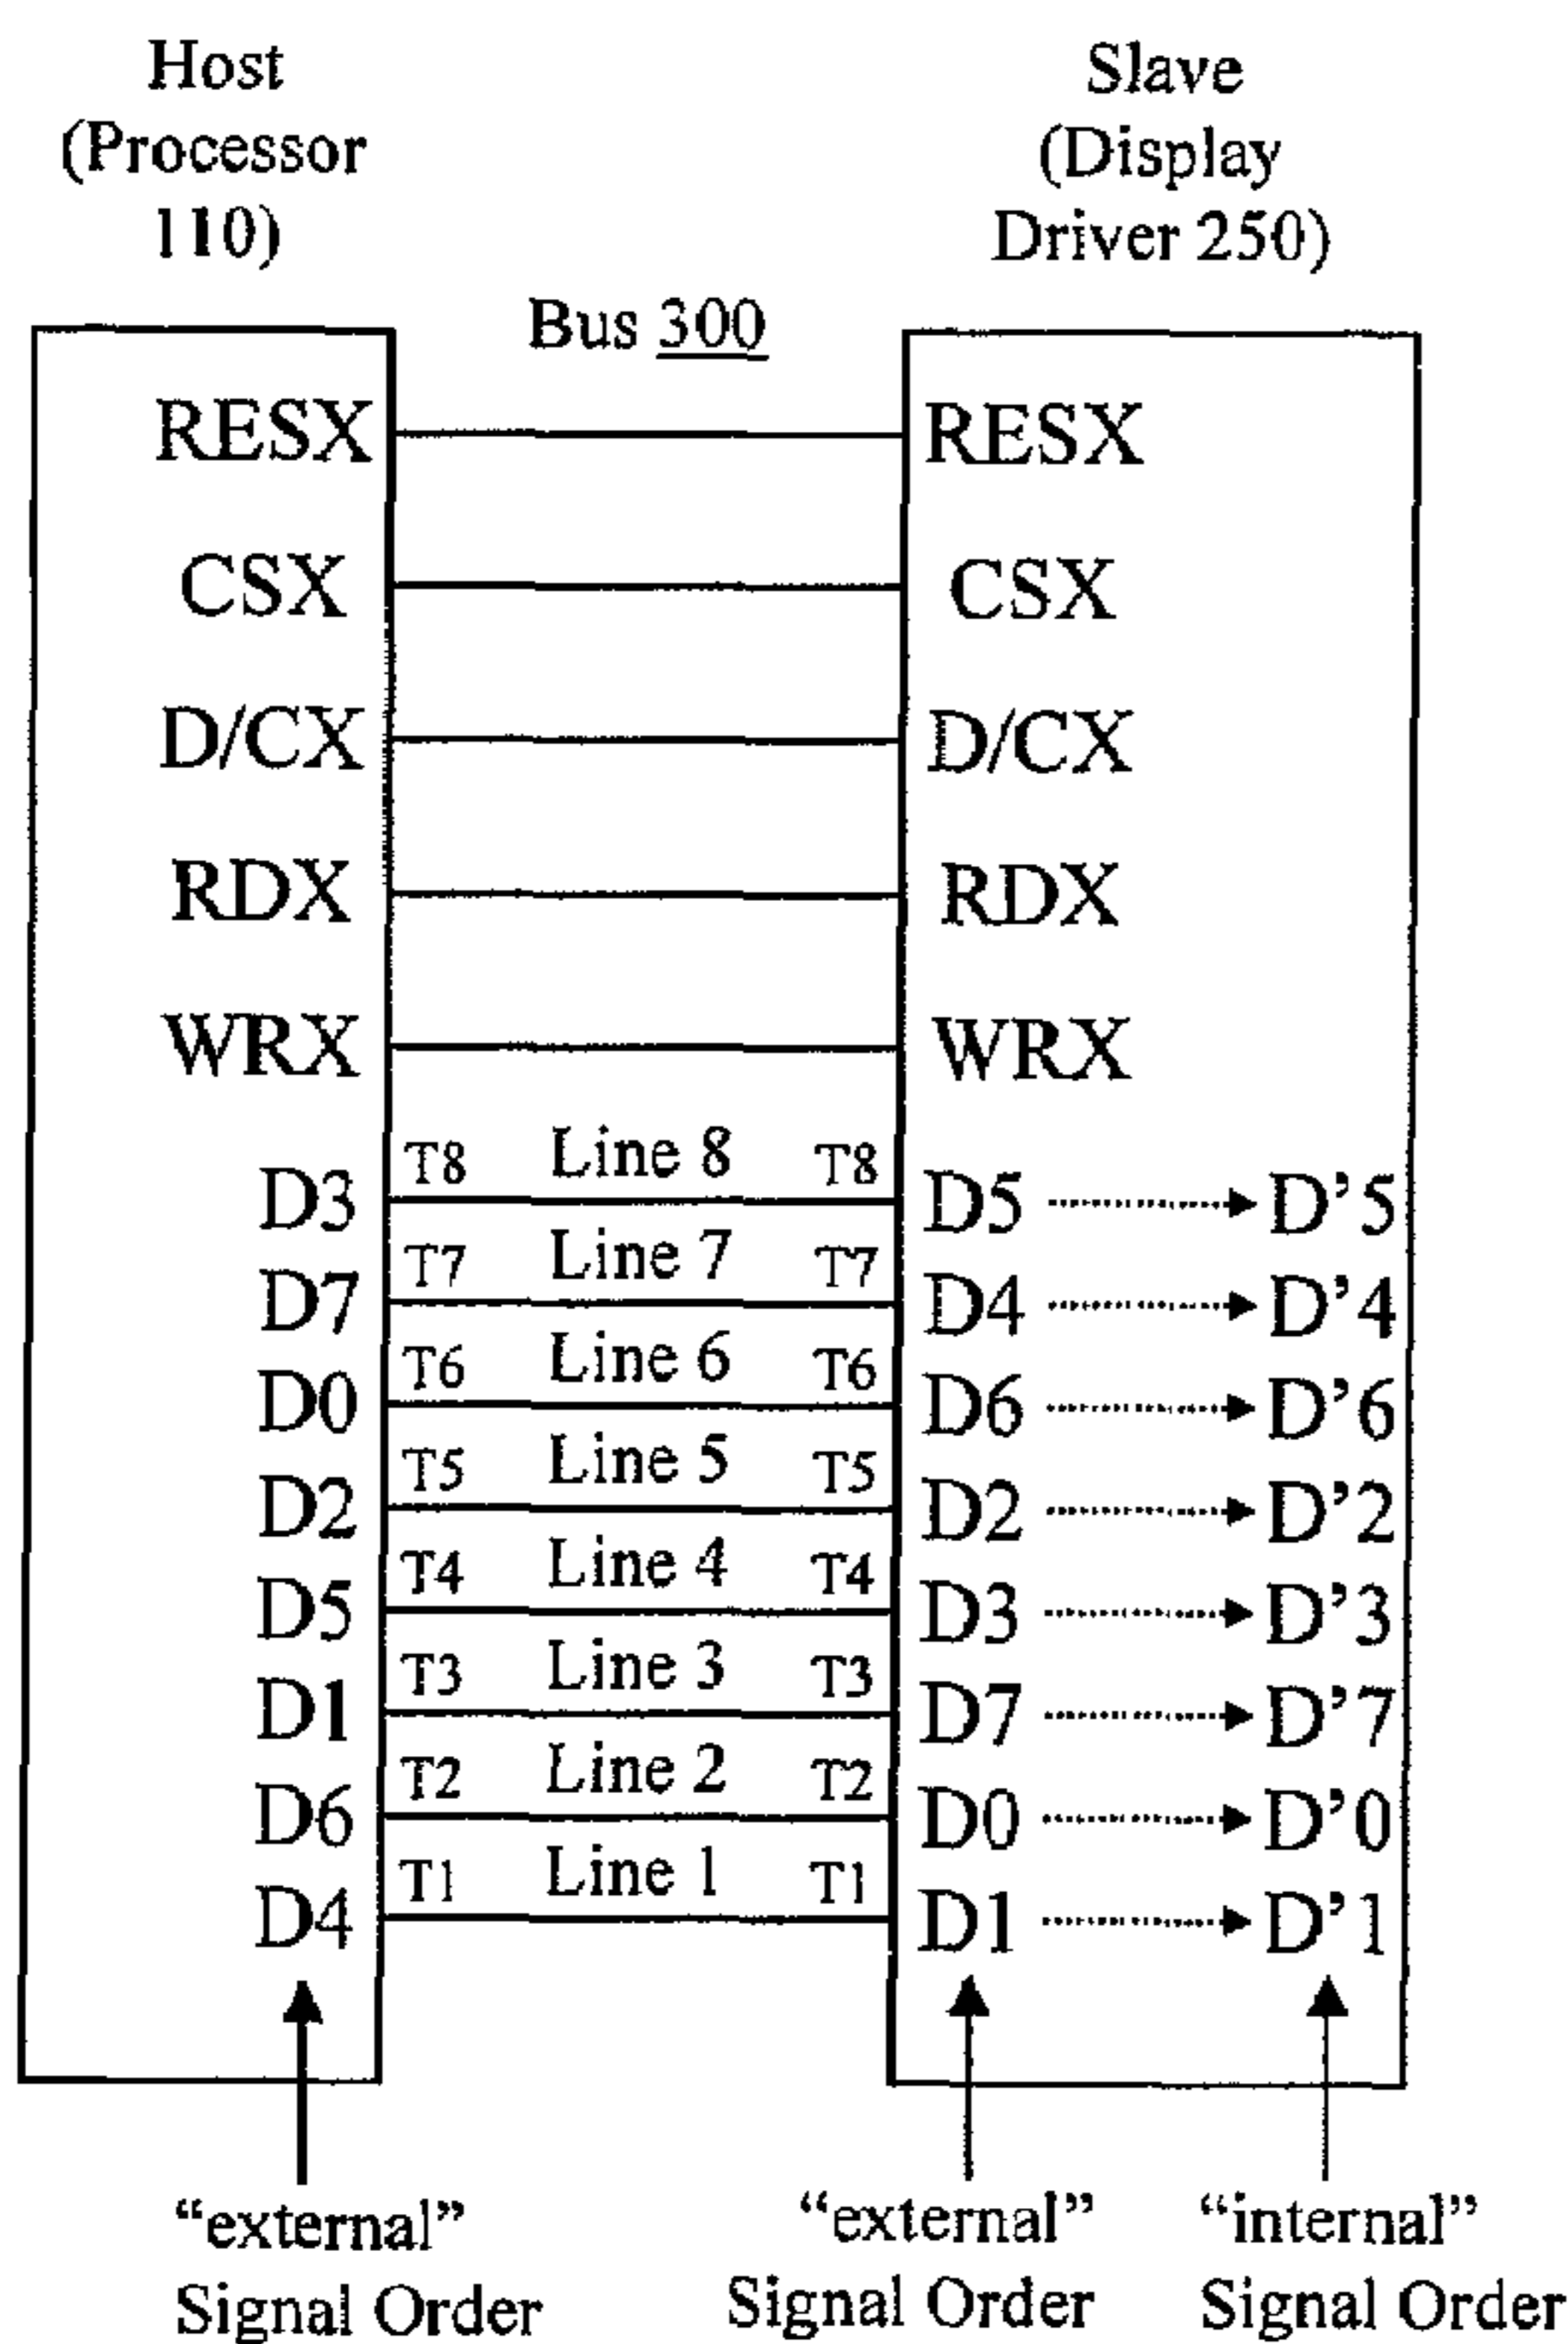 Host
(Processor
110)
Slave
(Display
Driver 250)
Bus 300
RESX RESX
CSX CSX
D/CX D/CX
RDX RDX
WRX WRX
T8 Line 8 T8
D3 D5 D’5
T7 Line 7 T7
D7 D4 D’4
T6 Line 6 T6
D0 D6 D’6
T5 Line 5 T5
D2 D2 D’2
T4 Line 4 T4
D5 D3 D’3
T3 Line 3 T3
D1 D7 D’7
T2 Line 2 T2
D6 D0 D’0
T1 Line 1 T1
D4 D1 D’1
“external”
Signal Order
“external”
Signal Order
“internal”
Signal Order